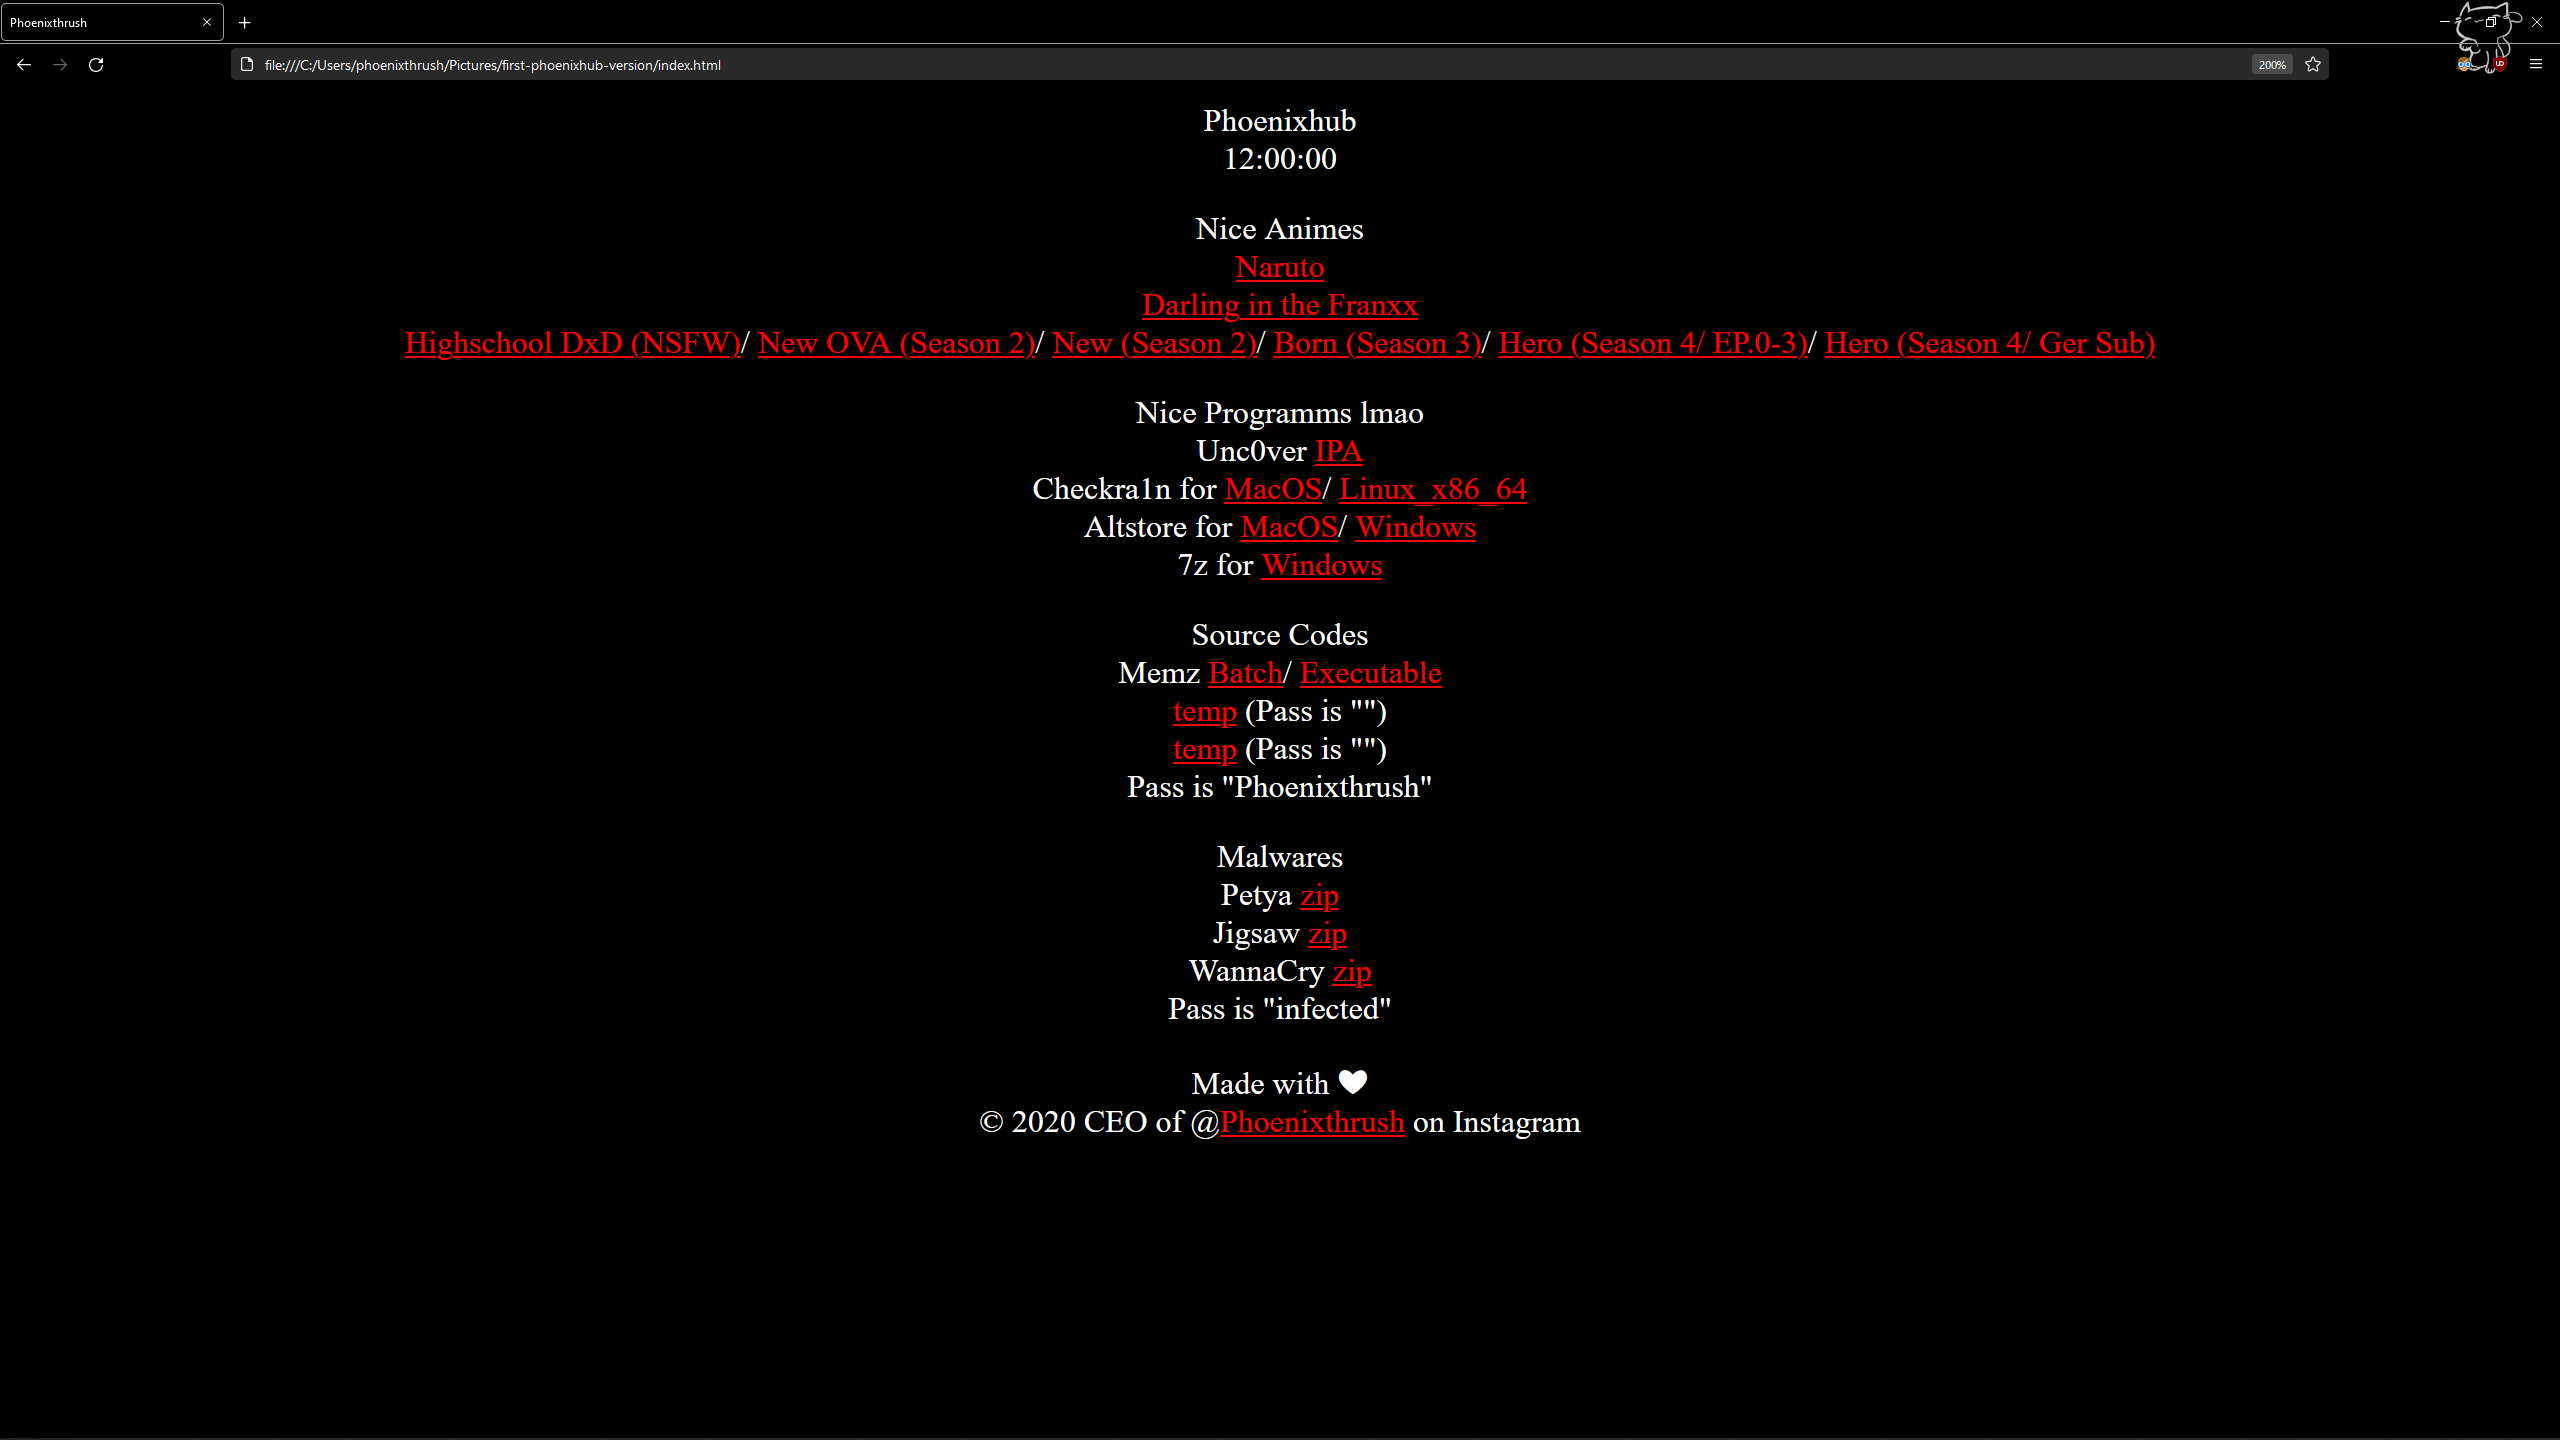 Phoenixthrush
file:///C:/Users/phoenixthrush/Pictures/first-phoenixhub-version/index.html
200%
Phoenixhub
12:00:00
Nice Animes
Naruto
Darling in the Franxx
Highschool DxD (NSFW)/ New OVA (Season 2)/ New (Season 2)/ Born (Season 3)/ Hero (Season 4/ EP.0-3)/ Hero (Season 4/ Ger Sub)
Nice Programms lmao
Unc0ver IPA
Checkra1n for MacOS/ Linux_x86_64
Altstore for MacOS/ Windows
7z for Windows
Source Codes
Memz Batch/ Executable
temp (Pass is "")
temp (Pass is "")
Pass is "Phoenixthrush"
Malwares
Petya zip
Jigsaw zip
WannaCry zip
Pass is "infected"
Made with ♥
© 2020 CEO of @Phoenixthrush on Instagram